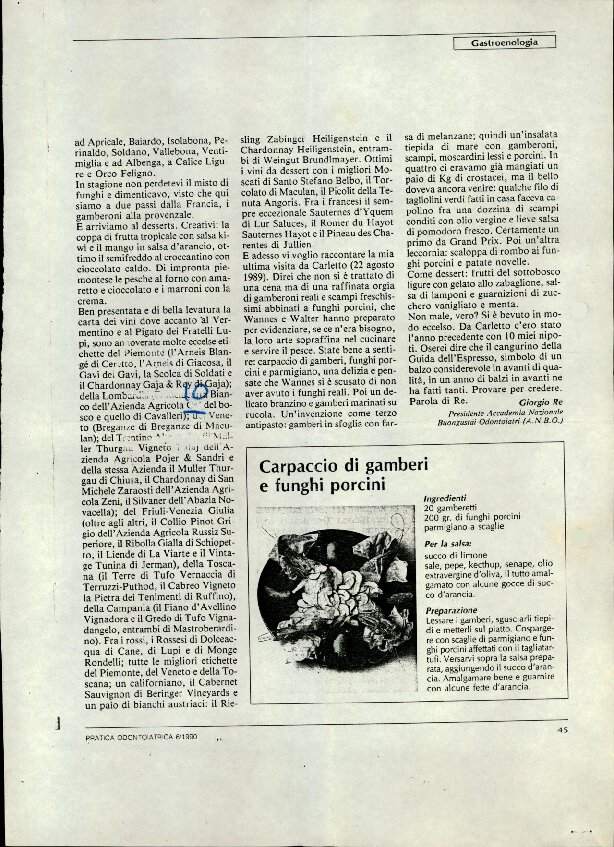 Gastroenologia
ad Apricale, Baiardo, Isolabona, Pe-
rinaldo, Soldano, Vallebona, Venti-
miglia e ad Albenga, a Calice Ligu-
re e Orco Feligno.
In stagione non perdetevi il misto di
funghi e dimenticavo, visto che qui
siamo a due passi dalla Francia, i
gamberoni alla provenzale.
E arriviamo al desserts. Creativi: la
coppa di frutta tropicale con salsa ki-
wi e il mango in salsa d'arancio, ot-
timo il semifreddo al croccantino con
cioccolato caldo. Di impronta pie-
montese le pesche al forno con ama-
retto e cioccolato e i marroni con la
crema.
Ben presentata e di bella levatura la
carta dei vini dove accanto al Ver-
mentino e al Pigato dei Fratelli Lu-
pi, sono annoverate molte eccelse eti-
chette del Piemonte (l'Arneis Blan-
gé di Ceretto, l'Arneis di Giacosa, il
Gavi dei Gavi, la Scolca di Soldati e
il Chardonnay Gaja & Rey di Gaja);
della Bian-
co dell'Azienda Agricola del bo-
sco e quello di Cavalleri); Vene-
to (Breganze di Breganze di Macu-
lan); del Trentino
ler Thurgau Vigneto dell'A-
zienda Agricola Pojer & Sandri e
della stessa Azienda il Muller Thur-
gau di Chiusa, il Chardonnay di San
Michele Zaraosti dell'Azienda Agri-
cola Zeni, il Silvaner dell'Abazia No-
vacella); del Friuli-Venezia Giulia
(oltre agli altri, il Collio Pinot Gri-
gio dell'Azienda Agricola Russiz Su-
periore, il Ribolla Gialla di Schiopet-
to, il Liende di La Viarte e il Vinta-
ge Tunina di Jerman), della Tosca-
na (il Terre di Tufo Vernaccia di
Terruzzi-Puthod, il Cabreo Vigneto
la Pietra dei Tenimenti di Ruffino),
della Campania (il Fiano d'Avellino
Vignadora e il Gredo di Tufe Vigna-
dangelo, entrambi di Mastroberardi-
no). Fra i rossi, i Rossesi di Dolceac-
qua di Cane, di Lupi e di Monge
Rondelli; tutte le migliori etichette
del Piemonte, del Veneto e della To-
scana; un californiano, il Cabernet
Sauvignon di Beringer Vineyards e
un paio di bianchi austriaci: il Rie-
sling Zabinger Heiligenstein e il
Chardonnay Heiligenstein, entram-
bi di Weingut Brundlmayer. Ottimi
i vini da dessert con i migliori Mo-
scati di Santo Stefano Belbo, il Tor-
colato di Maculan, il Picolit della Te-
nuta Angoris. Fra i francesi il sem-
pre eccezionale Sauternes d'Yquem
di Lur Saluces, il Romer du Hayot
Sauternes Hayot e il Pineau des Cha-
rentes di Jullien.
E adesso vi voglio raccontare la mia
ultima visita da Carletto (22 agosto
1989). Direi che non si è trattato di
una cena ma di una raffinata orgia
di gamberoni reali e scampi freschis-
simi abbinati a funghi porcini, che
Wannes e Walter hanno preparato
per evidenziare, se ce n'era bisogno,
la loro arte sopraffina nel cucinare
e servire il pesce. State bene a senti-
re: carpaccio di gamberi, funghi por-
cini e parmigiano, una delizia e pen-
sate che Wannes si è scusato di non
aver avuto i funghi reali. Poi un de-
licato branzino e gamberi marinati su
rucola. Un'invenzione come terzo
antipasto: gamberi in sfoglia con far-
sa di melanzane; quindi un'insalata
tiepida di mare con gamberoni,
scampi, moscardini lessi e porcini. In
quattro ci eravamo già mangiati un
paio di Kg di crostacei, ma il bello
doveva ancora venire: qualche filo di
tagliolini verdi fatti in casa faceva ca-
polino fra una dozzina di scampi
conditi con olio vergine e lieve salsa
di pomodoro fresco. Certamente un
primo da Grand Prix. Poi un'altra
leccornia: scaloppa di rombo ai fun-
ghi porcini e patate novelle.
Come dessert: frutti del sottobosco
ligure con gelato allo zabaglione, sal-
sa di lamponi e guarnizioni di zuc-
chero vanigliato e menta.
Non male, vero? Si è bevuto in mo-
do eccelso. Da Carletto c'ero stato
l'anno precedente con i 10 miei nipo-
ti. Oserei dire che il cangurino della
Guida dell'Espresso, simbolo di un
balzo considerevole in avanti di qua-
lità, in un anno di balzi in avanti ne
ha fatti tanti. Provare per credere.
Parola di Re.
Giorgio Re
Presidente Accademia Nazionale
Buongustai Odontoiatri (A.N.B.O.)
Carpaccio di gamberi
e funghi porcini
Ingredienti
20 gamberetti
200 gr. di funghi porcini
parmigiano a scaglie
Per la salsa:
succo di limone
sale, pepe, kecthup, senape, olio
extravergine d'oliva, il tutto amal-
gamato con alcune gocce di suc-
co d'arancia.
Preparazione
Lessare i gamberi, sgusciarli tiepi-
di e metterli sul piatto. Cosparge-
re con scaglie di parmigiano e fun-
ghi porcini affettati con il tagliatar-
tufi. Versarvi sopra la salsa prepa-
rata, aggiungendo il succo d'aran-
cia. Amalgamare bene e guarnire
con alcune fette d'arancia.
PRATICA ODONTOIATRICA 6/1990
45